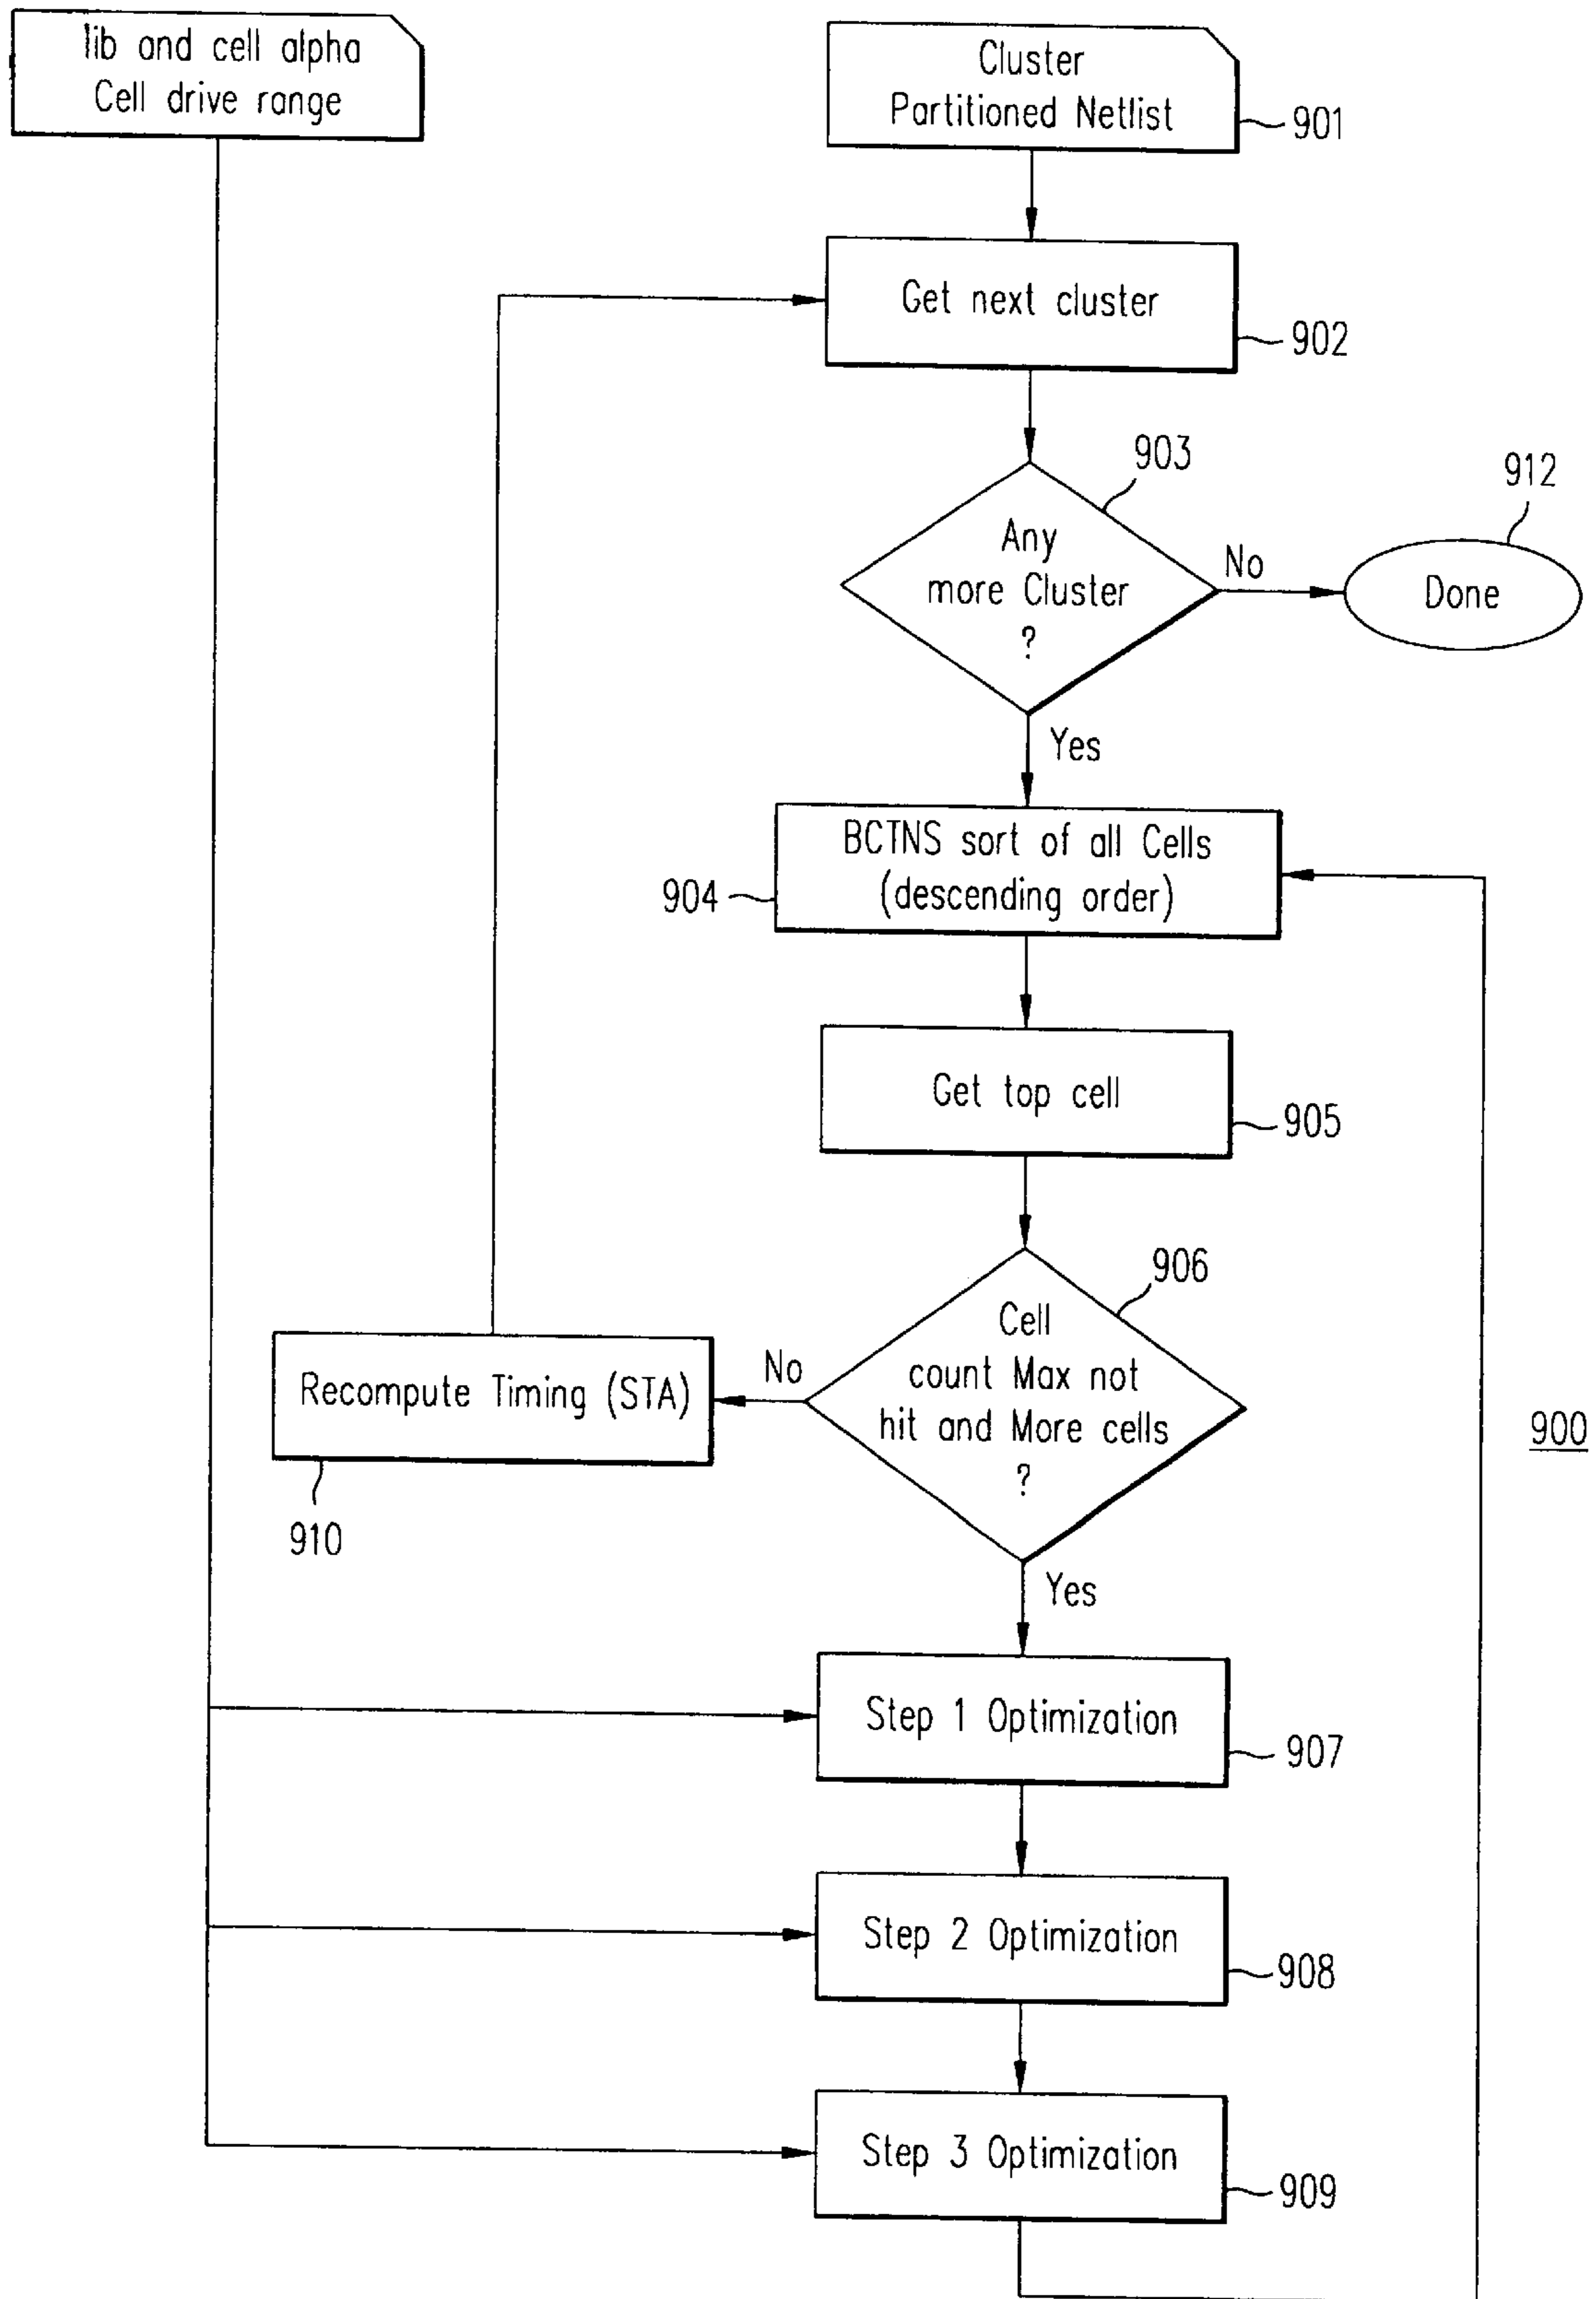 lib and cell alpha
Cell drive range
Cluster
Partitioned Netlist
901
Get next cluster
902
903
Any
more Cluster
?
No
912
Done
Yes
BCTNS sort of all Cells
(descending order)
904
Get top cell
905
906
Cell
count Max not
hit and More cells
?
No
Recompute Timing (STA)
910
900
Yes
Step 1 Optimization
907
Step 2 Optimization
908
Step 3 Optimization
909